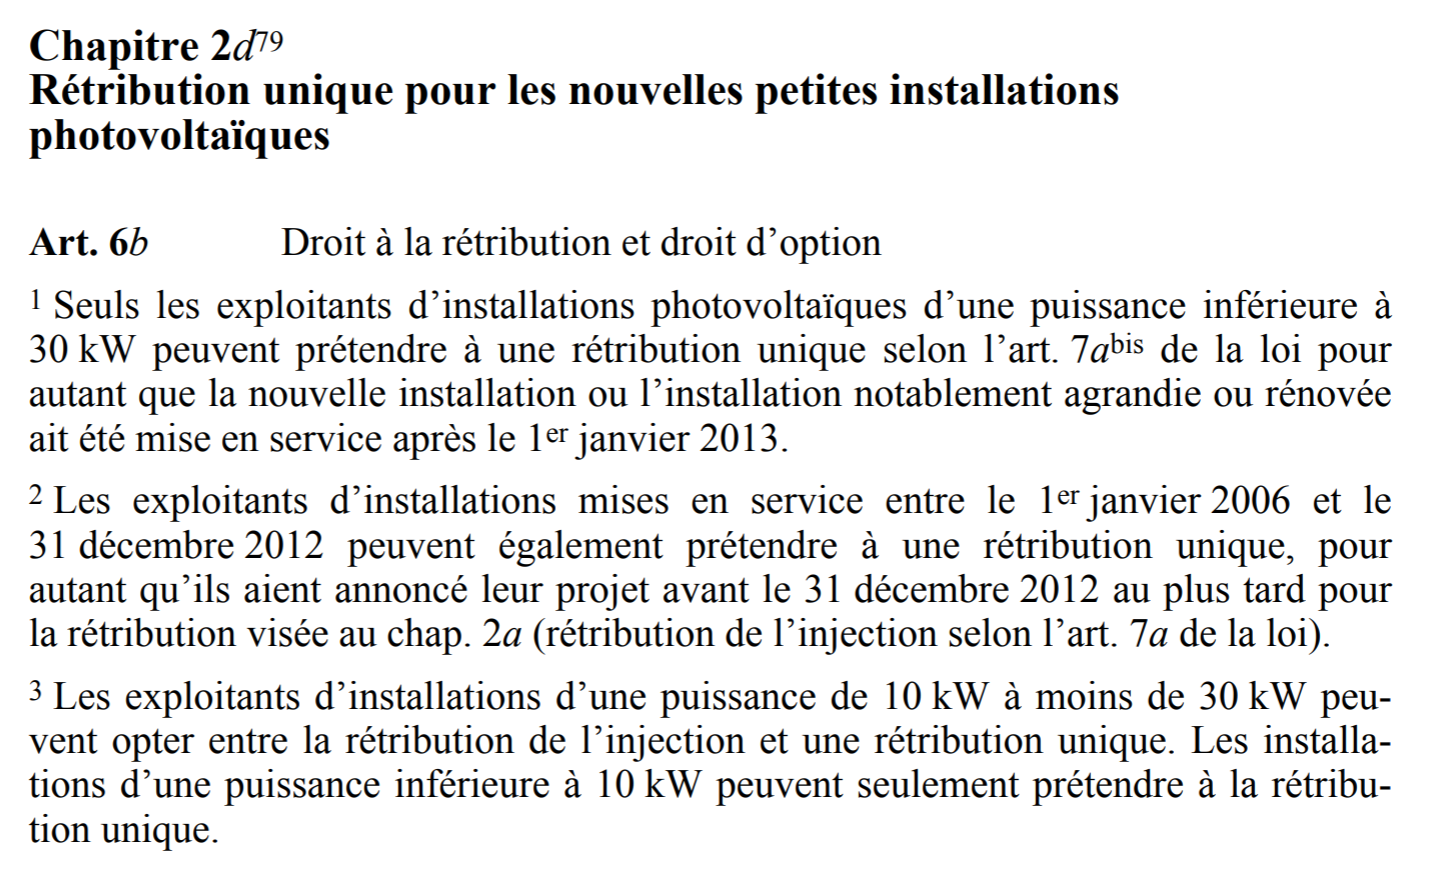 Chapitre 2d79
Rétribution unique pour les nouvelles petites installations
photovoltaïques
Art. 6b Droit à la rétribution et droit d’option
1 Seuls les exploitants d’installations photovoltaïques d’une puissance inférieure à
30 kW peuvent prétendre à une rétribution unique selon l’art. 7abis de la loi pour
autant que la nouvelle installation ou l’installation notablement agrandie ou rénovée
ait été mise en service après le 1er janvier 2013.
2 Les exploitants d’installations mises en service entre le 1er janvier 2006 et le
31 décembre 2012 peuvent également prétendre à une rétribution unique, pour
autant qu’ils aient annoncé leur projet avant le 31 décembre 2012 au plus tard pour
la rétribution visée au chap. 2a (rétribution de l’injection selon l’art. 7a de la loi).
3 Les exploitants d’installations d’une puissance de 10 kW à moins de 30 kW peu-
vent opter entre la rétribution de l’injection et une rétribution unique. Les installa-
tions d’une puissance inférieure à 10 kW peuvent seulement prétendre à la rétribu-
tion unique.